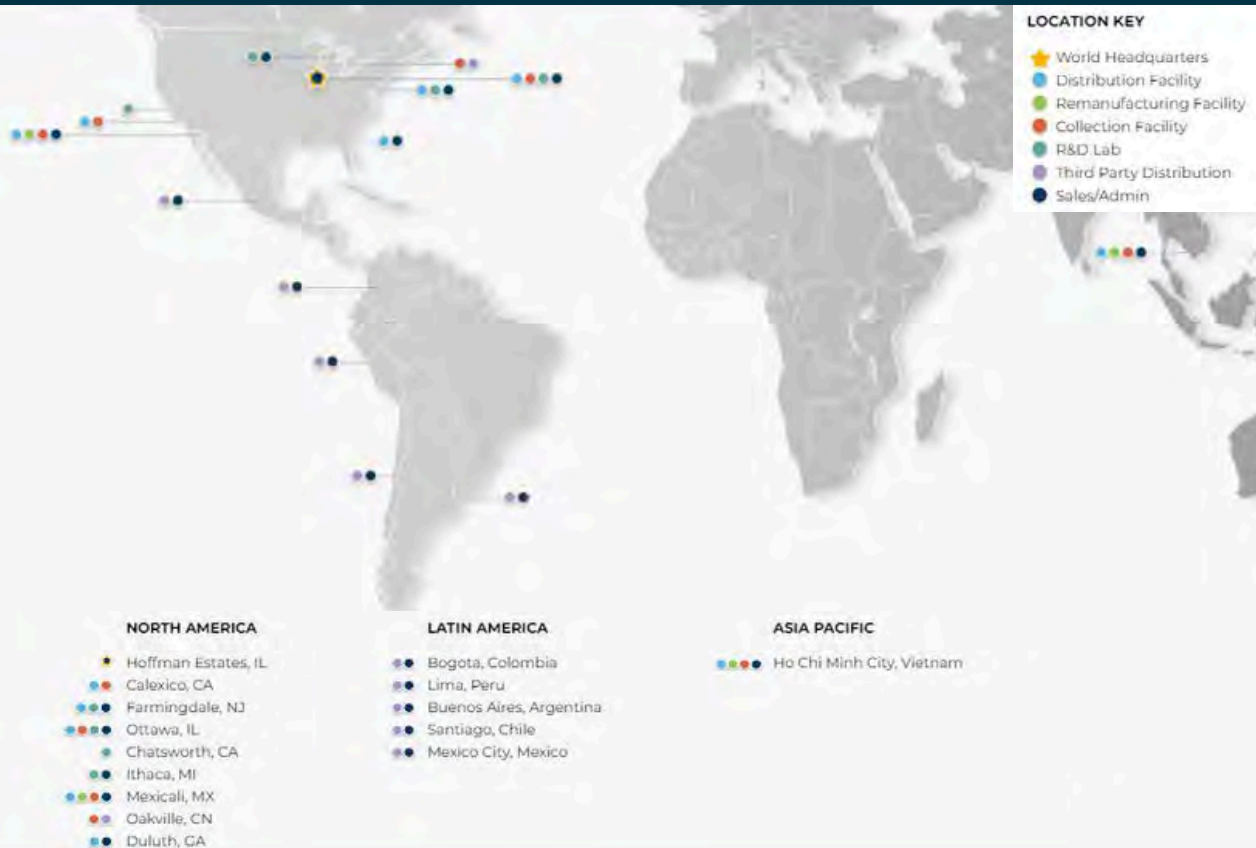 LOCATION KEY
World Headquarters
Distribution Facility
Remanufacturing Facility
Collection Facility
R&D Lab
Third Party Distribution
Sales/Admin
NORTH AMERICA
Hoffman Estates, IL
Calexico, CA
Farmingdale, NJ
Ottawa, IL
Chatsworth, CA
Ithaca, MI
Mexicali, MX
Oakville, CN
Duluth, GA
LATIN AMERICA
Bogota, Colombia
Lima, Peru
Buenos Aires, Argentina
Santiago, Chile
Mexico City, Mexico
ASIA PACIFIC
Ho Chi Minh City, Vietnam